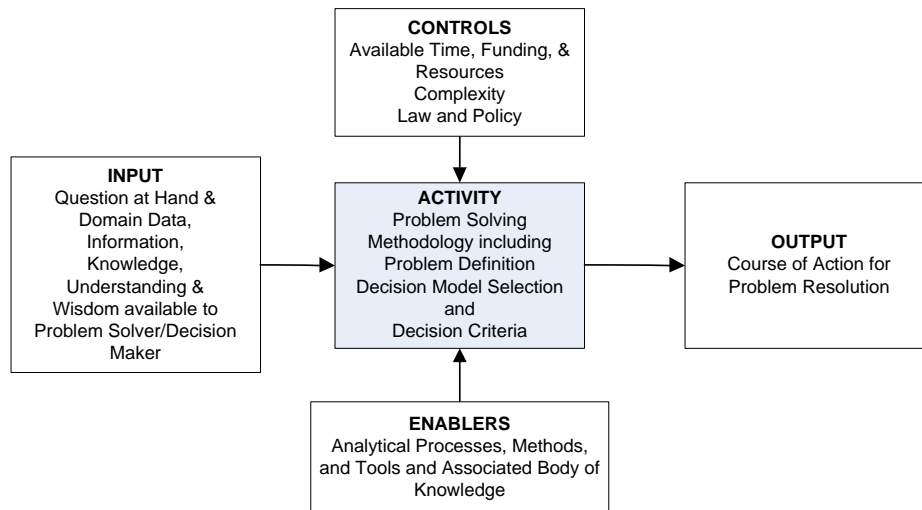 CONTROLS
Available Time, Funding, &
Resources
Complexity
Law and Policy
INPUT
Question at Hand &
Domain Data,
Information,
Knowledge,
Understanding &
Wisdom available to
Problem Solver/Decision
Maker
ACTIVITY
Problem Solving
Methodology including
Problem Definition
Decision Model Selection
and
Decision Criteria
OUTPUT
Course of Action for
Problem Resolution
ENABLERS
Analytical Processes, Methods,
and Tools and Associated Body of
Knowledge